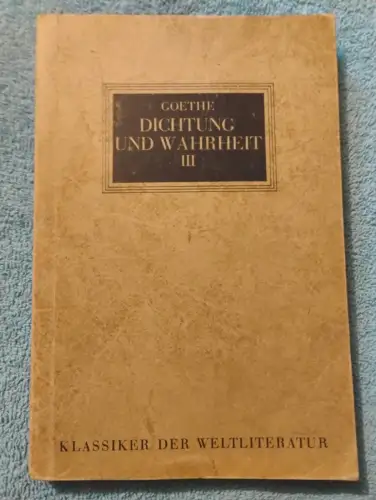 GOETHE
DICHTUNG
UND WAHRHEIT
III
KLASSIKER DER WELTLITERATUR